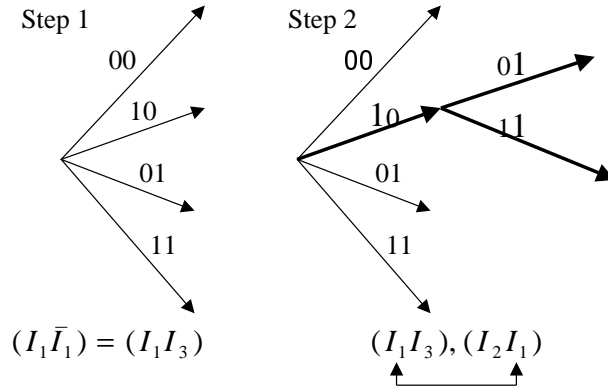 Step 1
00
10
01
11
(I₁Ī₁) = (I₁I₃)
Step 2
00
10
01
11
01
11
(I₁I₃), (I₂I₁)